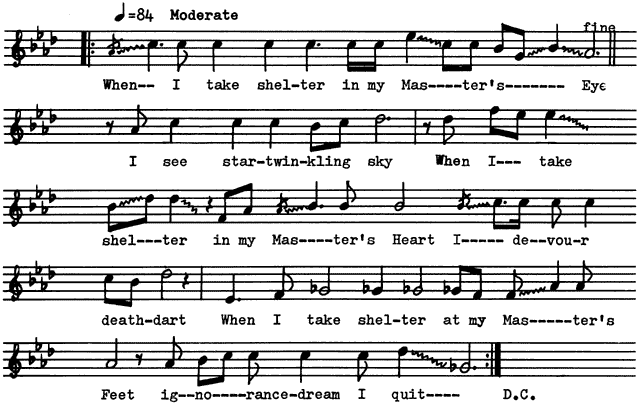 ♩=84 Moderate
fine
When-- I take shel-ter in my Mas----ter's------- Eye
I see star-twin-kling sky When I--- take
shel---ter in my Mas----ter's Heart I----- de--vou-r
death-dart When I take shel-ter at my Mas-----ter's
Feet ig--no----rance-dream I quit---- D.C.